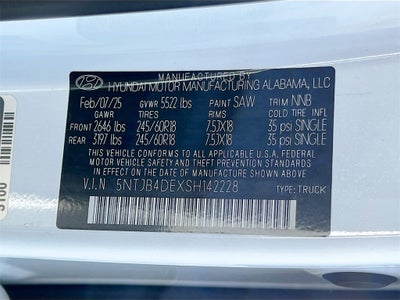 MANUFACTURED BY
HYUNDAI MOTOR MANUFACTURING ALABAMA, LLC
Feb/07/25 GVWR 5522 lbs PAINT SAW TRIM NNB
GAWR TIRE RIMS COLD TIRE INFL
FRONT 2646 lbs 245/60R18 7.5JX18 35 psi SINGLE
REAR 3197 lbs 245/60R18 7.5JX18 35 psi SINGLE
THIS VEHICLE CONFORMS TO ALL APPLICABLE U.S.A FEDERAL
MOTOR VEHICLE SAFETY, BUMPER, AND THEFT PREVENTION STANDARDS
IN EFFECT ON THE DATE OF MANUFACTURE SHOWN ABOVE.
V.I.N 5NTJB4DEXSH142228 TYPE:TRUCK